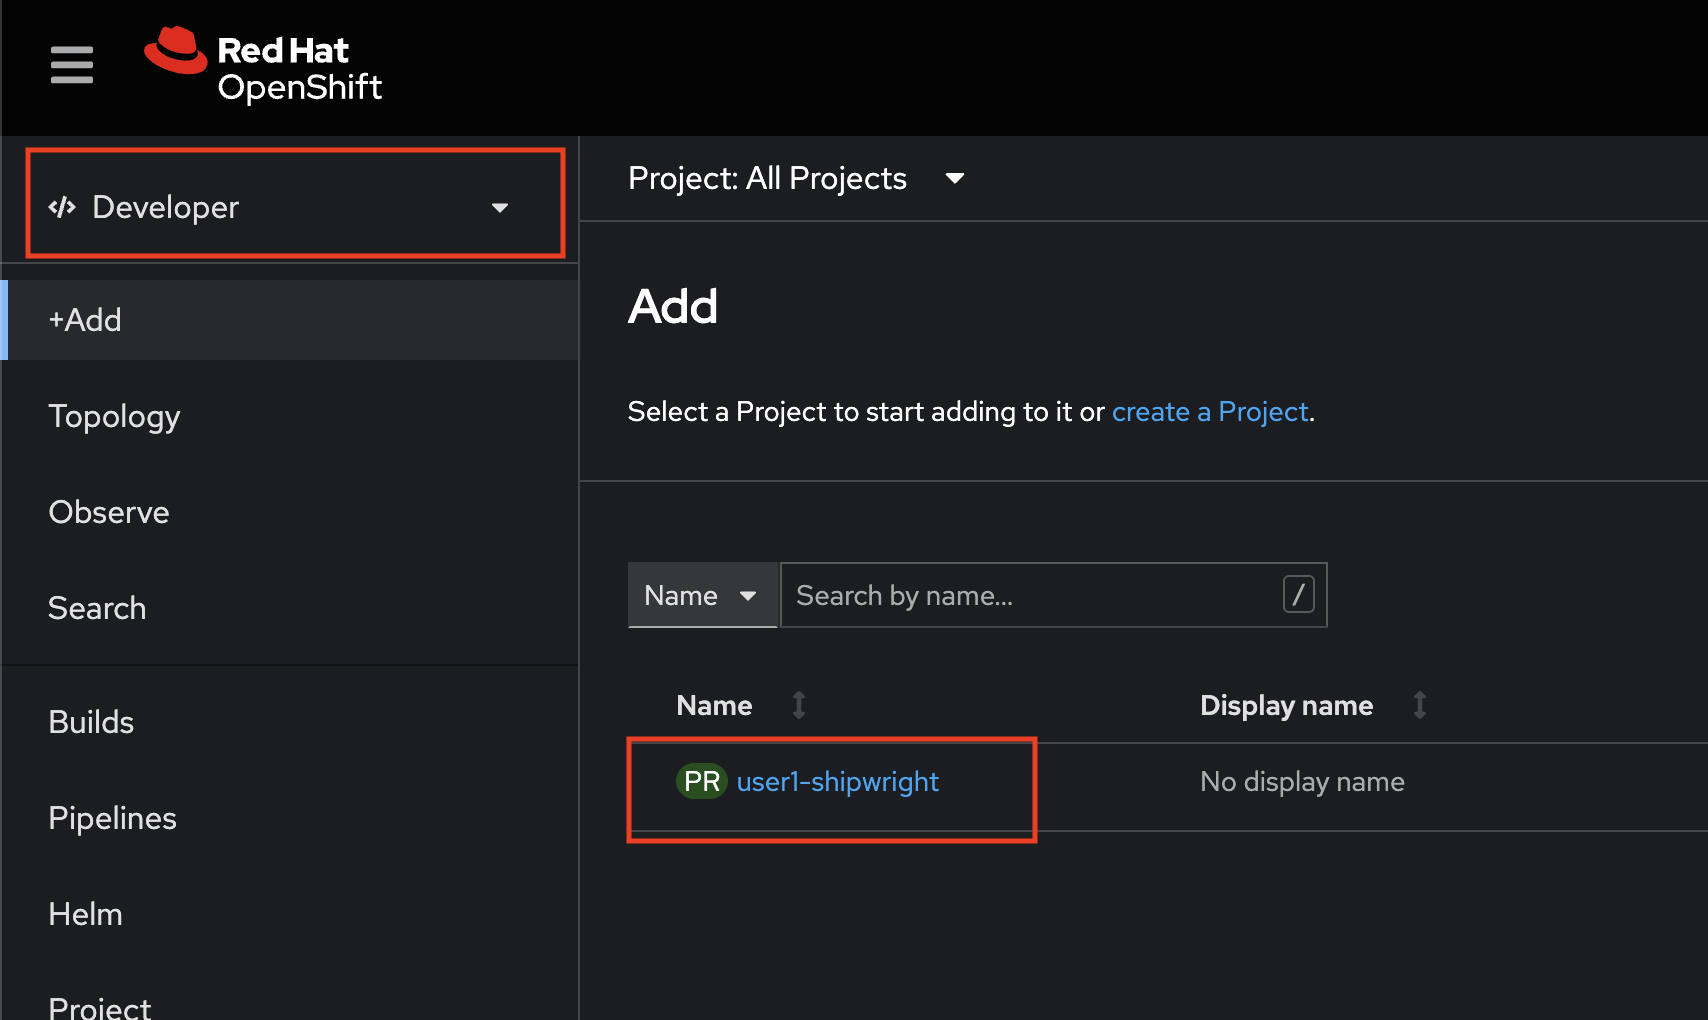 Red Hat
OpenShift
</> Developer
+Add
Topology
Observe
Search
Builds
Pipelines
Helm
Project
Project: All Projects
Add
Select a Project to start adding to it or create a Project.
Name
Search by name...
/
Name
Display name
PR user1-shipwright
No display name